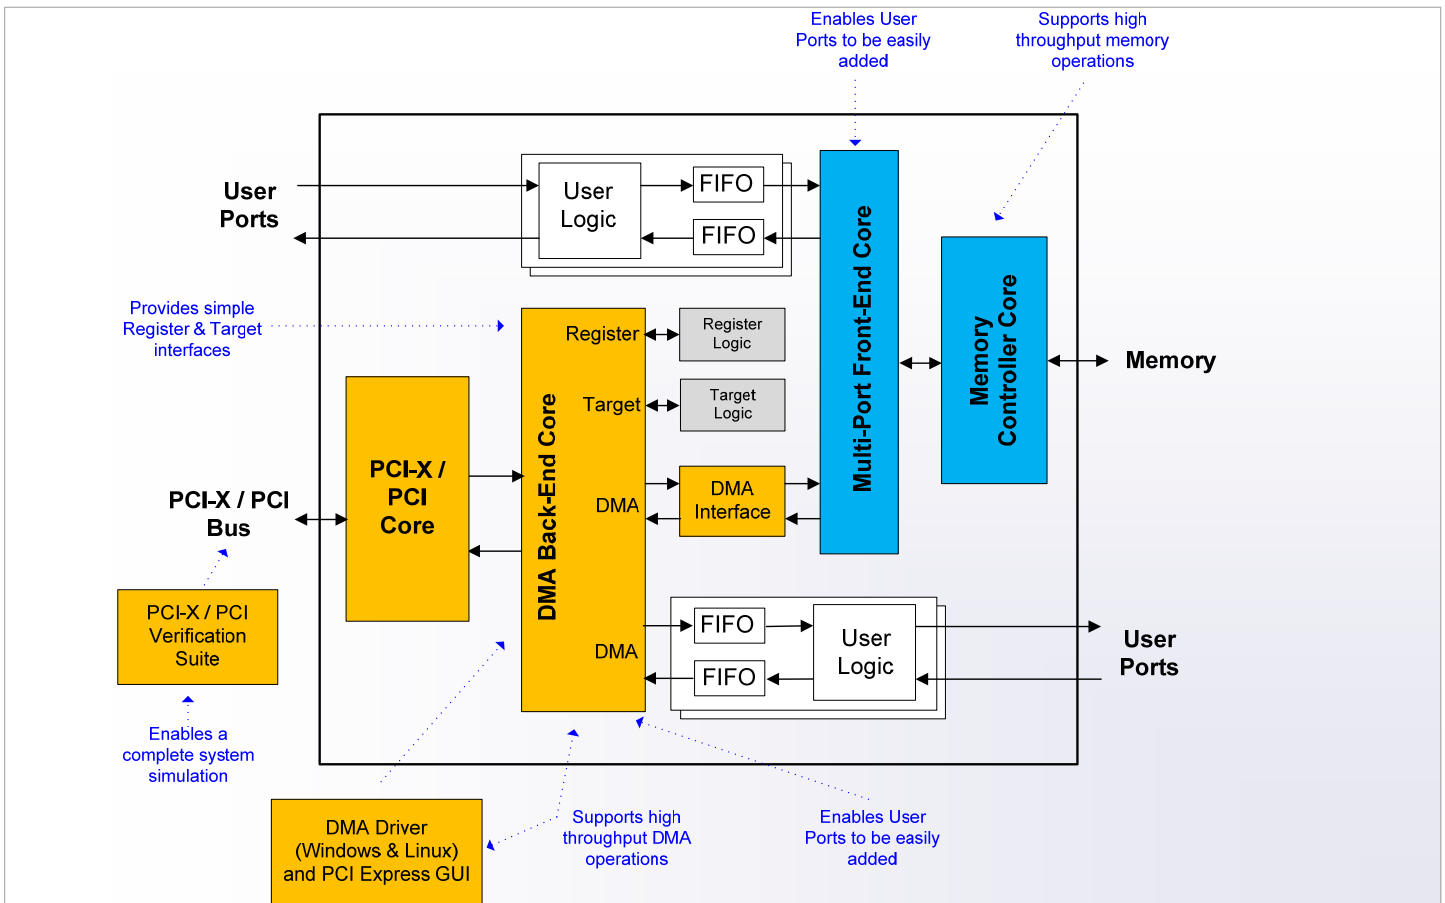 Enables User
Ports to be easily
added
Supports high
throughput memory
operations
User
Ports
User
Logic
FIFO
FIFO
Multi-Port Front-End Core
Memory
Controller Core
Memory
Provides simple
Register & Target
interfaces
Register
Register
Logic
Target
Target
Logic
DMA Back-End Core
PCI-X /
PCI
Core
PCI-X / PCI
Bus
DMA
DMA
Interface
DMA
FIFO
FIFO
User
Logic
User
Ports
PCI-X / PCI
Verification
Suite
Enables a
complete system
simulation
DMA Driver
(Windows & Linux)
and PCI Express GUI
Supports high
throughput DMA
operations
Enables User
Ports to be easily
added